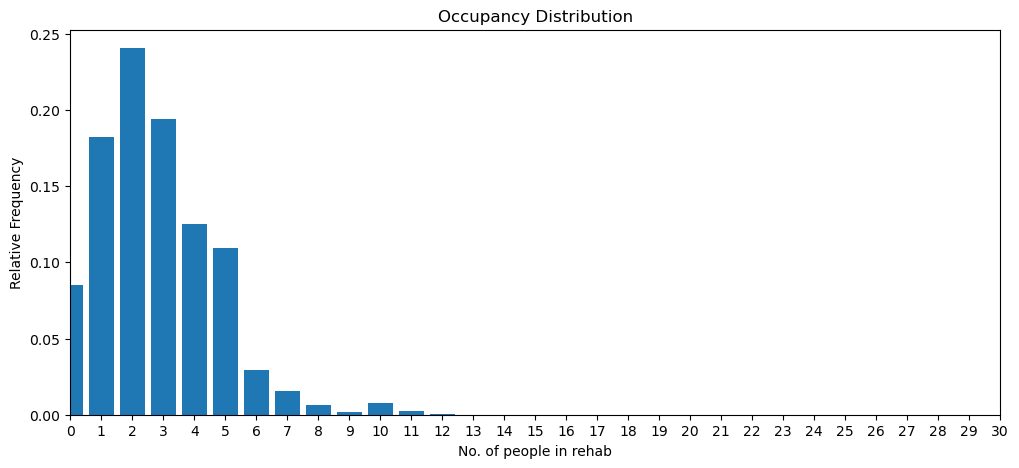 Occupancy Distribution
Relative Frequency
0.25
0.20
0.15
0.10
0.05
0.00
0 1 2 3 4 5 6 7 8 9 10 11 12 13 14 15 16 17 18 19 20 21 22 23 24 25 26 27 28 29 30
No. of people in rehab